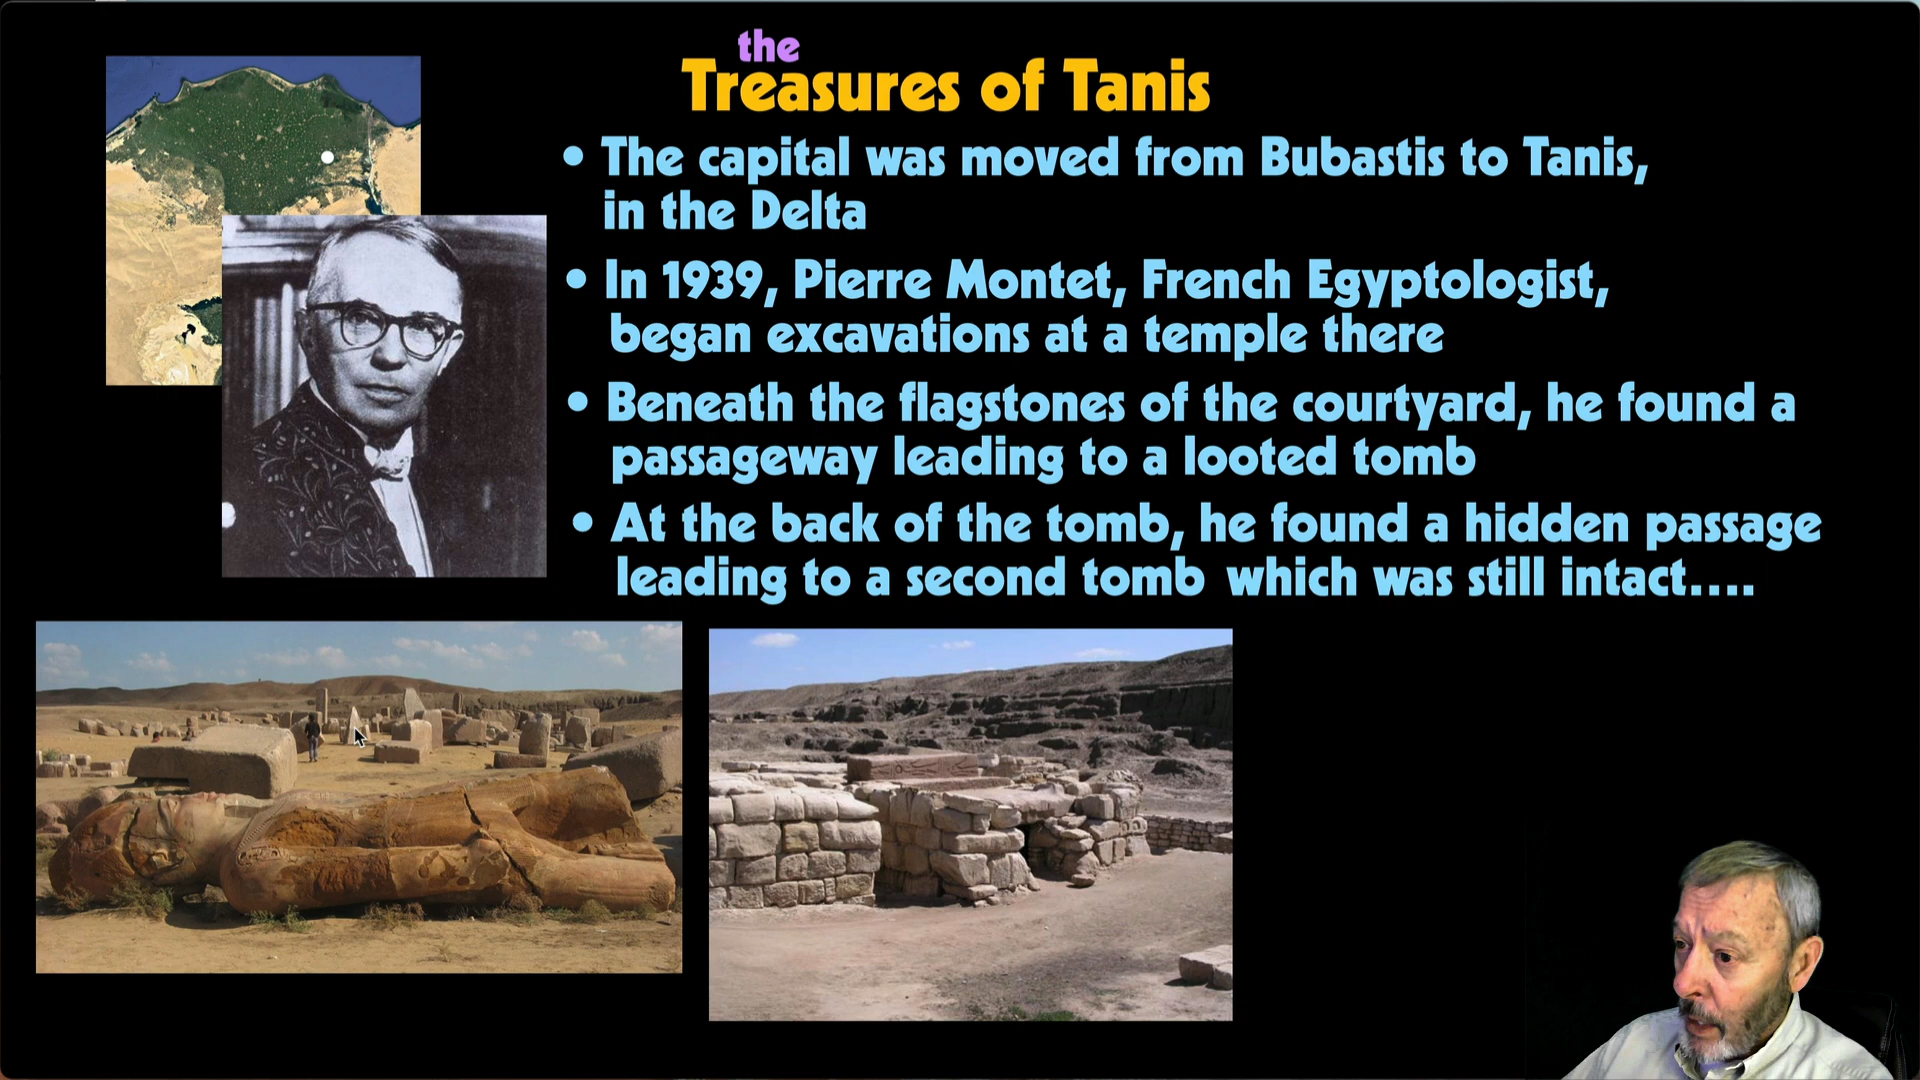 the
Treasures of Tanis
• The capital was moved from Bubastis to Tanis,
in the Delta
• In 1939, Pierre Montet, French Egyptologist,
began excavations at a temple there
• Beneath the flagstones of the courtyard, he found a
passageway leading to a looted tomb
• At the back of the tomb, he found a hidden passage
leading to a second tomb which was still intact....